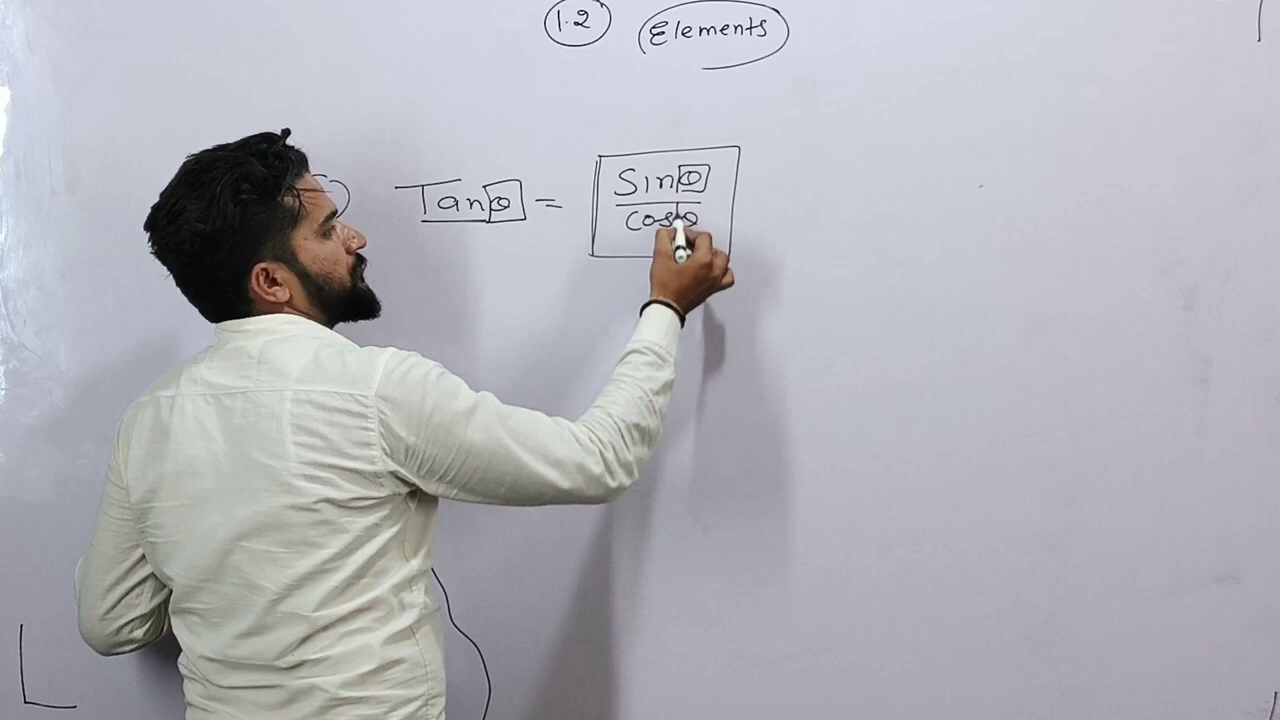 1.2 Elements
Tanθ = Sinθ
cosθ